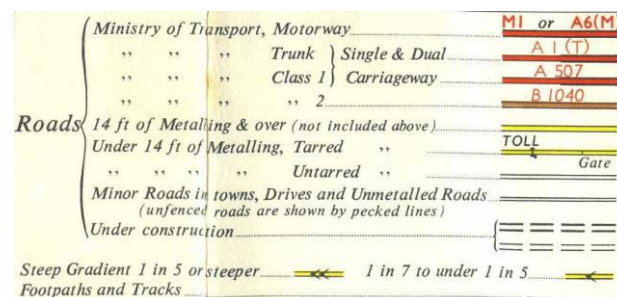 Ministry of Transport, Motorway M1 or A6(M
,, ,, ,, Trunk } Single & Dual A 1 (T)
,, ,, ,, Class 1 } Carriageway A 507
,, ,, ,, ,, 2 B 1040
Roads 14 ft of Metalling & over (not included above)
Under 14 ft of Metalling, Tarred ,, TOLL
,, ,, ,, ,, Untarred ,, Gate
Minor Roads in towns, Drives and Unmetalled Roads
(unfenced roads are shown by pecked lines)
Under construction
Steep Gradient 1 in 5 or steeper 1 in 7 to under 1 in 5
Footpaths and Tracks